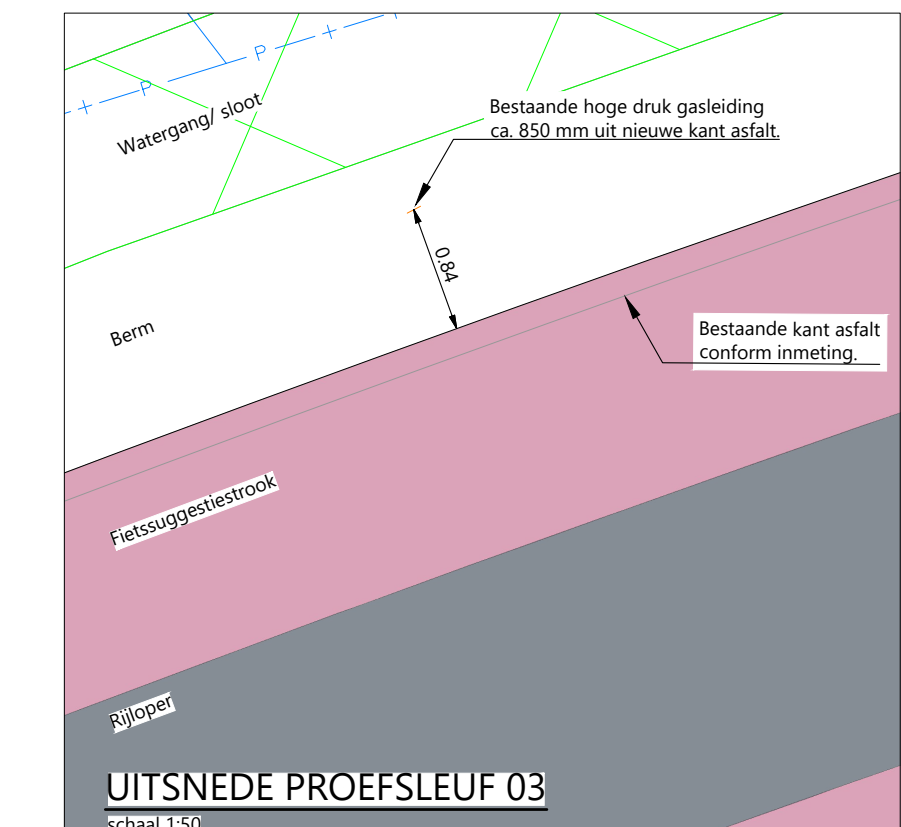 P
P
Watergang/ sloot
Bestaande hoge druk gasleiding
ca. 850 mm uit nieuwe kant asfalt.
0.84
Berm
Bestaande kant asfalt
conform inmeting.
Fietssuggestiestrook
Rijloper
UITSNEDE PROEFSLEUF 03
schaal 1:50